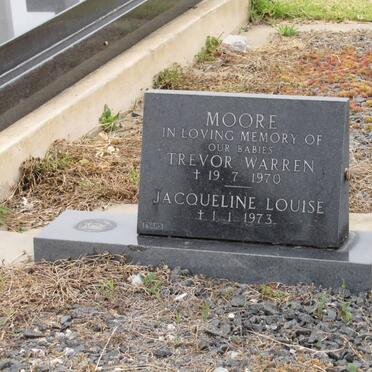 MOORE
IN LOVING MEMORY OF
OUR BABIES
TREVOR WARREN
† 19. 7. 1970
JACQUELINE LOUISE
† 1. 1. 1973